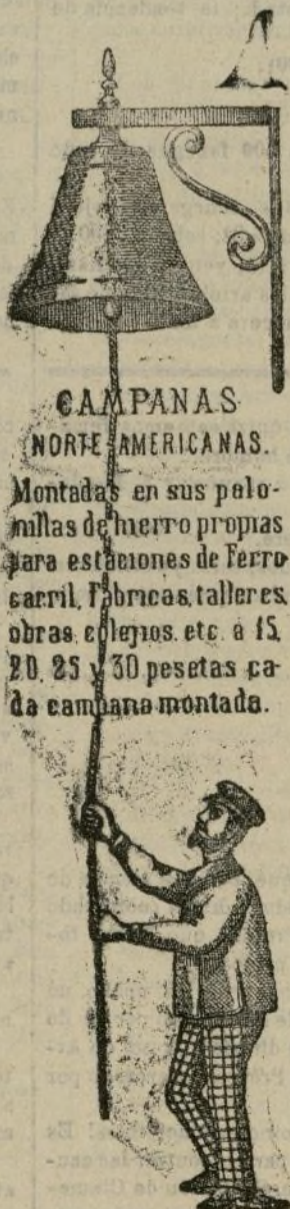 CAMPANAS
NORTE AMERICANAS.
Montadas en sus palo-
millas de hierro propias
para estaciones de Ferro
carril, Fábricas, talleres,
obras, colejios, etc. a 15,
20, 25 y 30 pesetas ca-
da campana montada.